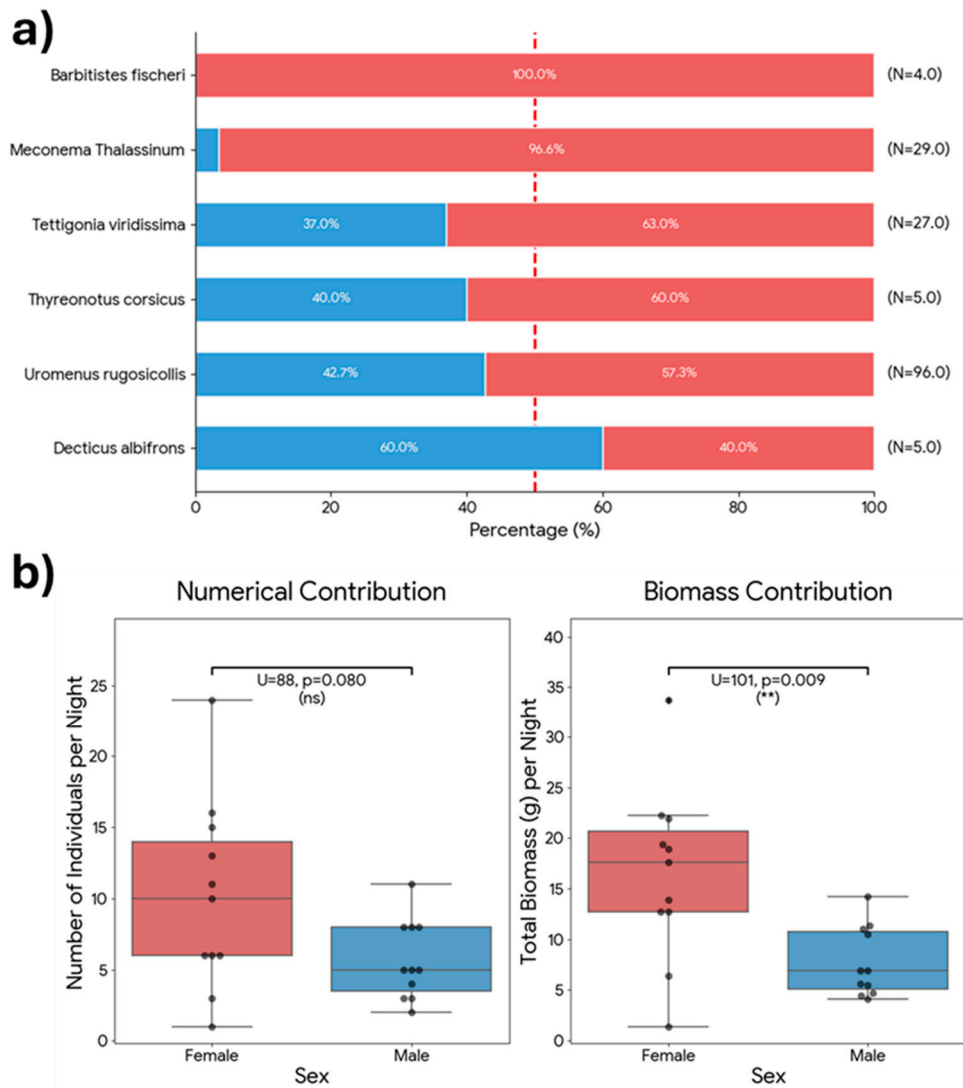 a)
Barbitistes fischeri 100.0% (N=4.0)
Meconema Thalassinum 96.6% (N=29.0)
Tettigonia viridissima 37.0% 63.0% (N=27.0)
Thyreonotus corsicus 40.0% 60.0% (N=5.0)
Uromenus rugosicollis 42.7% 57.3% (N=96.0)
Decticus albifrons 60.0% 40.0% (N=5.0)
0 20 40 60 80 100
Percentage (%)
b)
Numerical Contribution
Number of Individuals per Night
25
20
15
10
5
0
U=88, p=0.080
(ns)
Female Male
Sex
Biomass Contribution
Total Biomass (g) per Night
40
35
30
25
20
15
10
5
0
U=101, p=0.009
(**)
Female Male
Sex